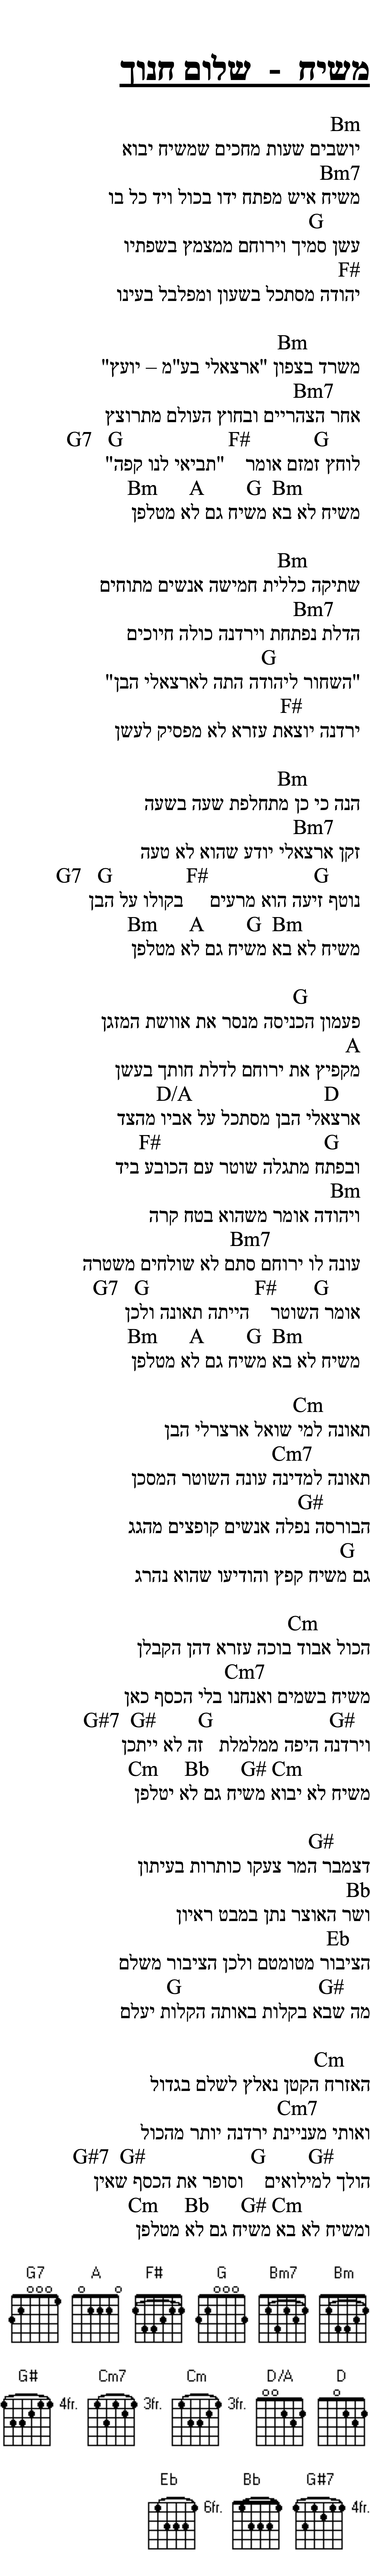 משיח - שלום חנוך
Bm
יושבים שעות מחכים שמשיח יבוא
Bm7
משיח איש מפתח ידו בכול ויד כל בו
G
עשן סמיך וירוחם ממצמץ בשפתיו
F#
יהודה מסתכל בשעון ומפלבל בעינו
Bm
משרד בצפון "ארצאלי בע"מ – יועץ"
Bm7
אחר הצהריים ובחוץ העולם מתרוצץ
G7 G F# G
לוחץ זמזם אומר "תביאי לנו קפה"
Bm A G Bm
משיח לא בא משיח גם לא מטלפן
Bm
שתיקה כללית חמישה אנשים מתוחים
Bm7
הדלת נפתחת וירדנה כולה חיוכים
G
"השחור ליהודה התה לארצאלי הבן"
F#
ירדנה יוצאת עזרא לא מפסיק לעשן
Bm
הנה כי כן מתחלפת שעה בשעה
Bm7
זקן ארצאלי יודע שהוא לא טעה
G7 G F# G
נוטף זיעה הוא מרעים בקולו על הבן
Bm A G Bm
משיח לא בא משיח גם לא מטלפן
G
פעמון הכניסה מנסר את אוושת המזגן
A
מקפיץ את ירוחם לדלת חותך בעשן
D/A D
ארצאלי הבן מסתכל על אביו מהצד
F# G
ובפתח מתגלה שוטר עם הכובע ביד
Bm
ויהודה אומר משהוא בטח קרה
Bm7
עונה לו ירוחם סתם לא שולחים משטרה
G7 G F# G
אומר השוטר הייתה תאונה ולכן
Bm A G Bm
משיח לא בא משיח גם לא מטלפן
Cm
תאונה למי שואל ארצרלי הבן
Cm7
תאונה למדינה עונה השוטר המסכן
G#
הבורסה נפלה אנשים קופצים מהגג
G
גם משיח קפץ והודיעו שהוא נהרג
Cm
הכול אבוד בוכה עזרא דהן הקבלן
Cm7
משיח בשמים ואנחנו בלי הכסף כאן
G#7 G# G G#
וירדנה היפה ממלמלת זה לא ייתכן
Cm Bb G# Cm
משיח לא יבוא משיח גם לא יטלפן
G#
דצמבר המר צעקו כותרות בעיתון
Bb
ושר האוצר נתן במבט ראיון
Eb
הציבור מטומטם ולכן הציבור משלם
G G#
מה שבא בקלות באותה הקלות יעלם
Cm
האזרח הקטן נאלץ לשלם בגדול
Cm7
ואותי מעניינת ירדנה יותר מהכול
G#7 G# G G#
הולך למילואים וסופר את הכסף שאין
Cm Bb G# Cm
ומשיח לא בא משיח גם לא מטלפן
G7 A F# G Bm7 Bm
G# 4fr. Cm7 3fr. Cm 3fr. D/A D
Eb 6fr. Bb G#7 4fr.